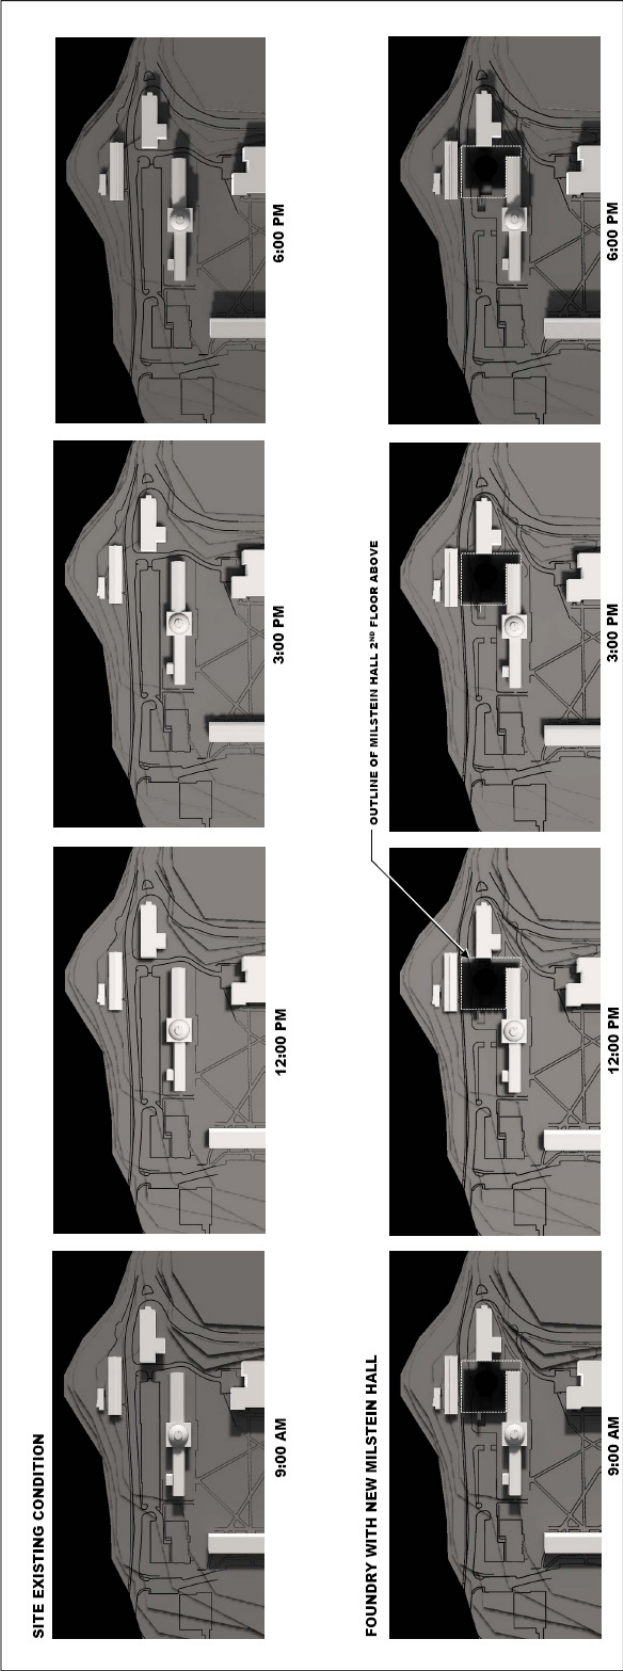 SITE EXISTING CONDITION
9:00 AM
12:00 PM
3:00 PM
6:00 PM
FOUNDRY WITH NEW MILSTEIN HALL
OUTLINE OF MILSTEIN HALL 2ND FLOOR ABOVE
9:00 AM
12:00 PM
3:00 PM
6:00 PM